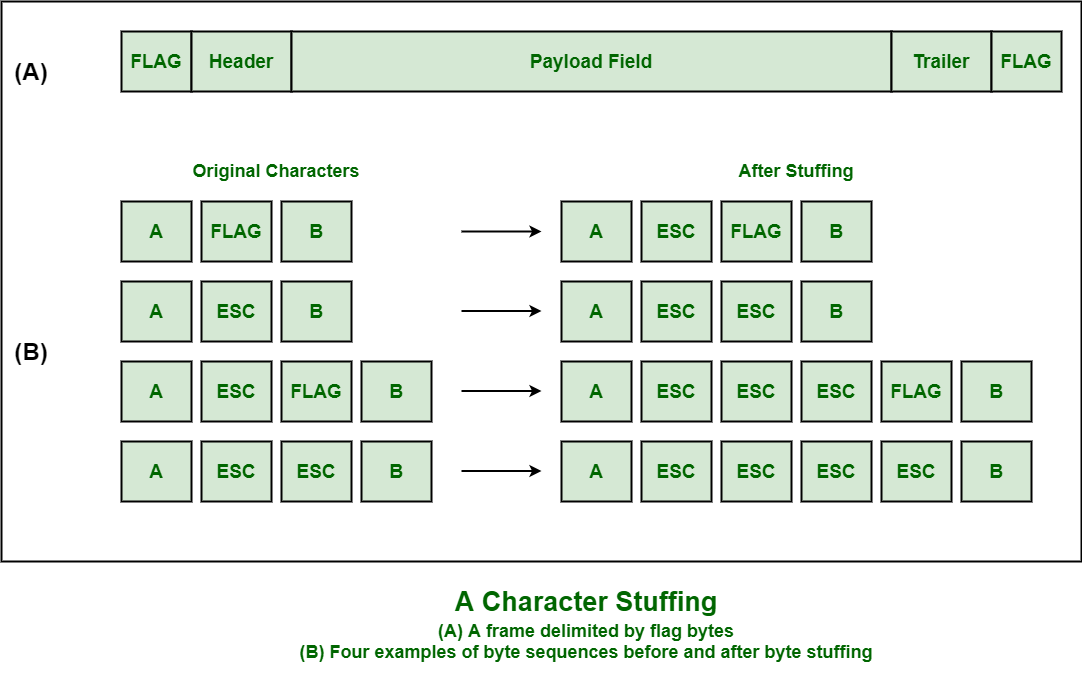 (A) FLAG Header Payload Field Trailer FLAG
Original Characters After Stuffing
A FLAG B A ESC FLAG B
A ESC B A ESC ESC B
(B)
A ESC FLAG B A ESC ESC ESC FLAG B
A ESC ESC B A ESC ESC ESC ESC B
A Character Stuffing
(A) A frame delimited by flag bytes
(B) Four examples of byte sequences before and after byte stuffing